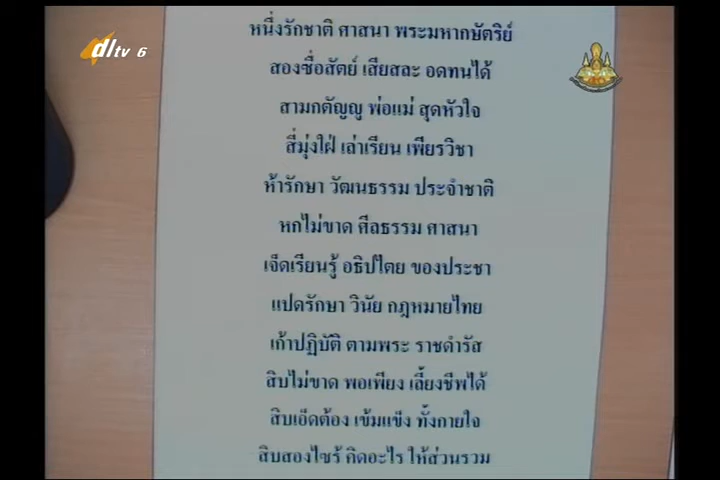 dltv 6
หนึ่งรักชาติ ศาสนา พระมหากษัตริย์
สองซื่อสัตย์ เสียสละ อดทนได้
สามกตัญญู พ่อแม่ สุดหัวใจ
สี่มุ่งใฝ่ เล่าเรียน เพียรวิชา
ห้ารักษา วัฒนธรรม ประจำชาติ
หกไม่ขาด ศีลธรรม ศาสนา
เจ็ดเรียนรู้ อธิปไตย ของประชา
แปดรักษา วินัย กฎหมายไทย
เก้าปฏิบัติ ตามพระ ราชดำรัส
สิบไม่ขาด พอเพียง เลี้ยงชีพได้
สิบเอ็ดต้อง เข้มแข็ง ทั้งกายใจ
สิบสองไซร้ คิดอะไร ให้ส่วนรวม